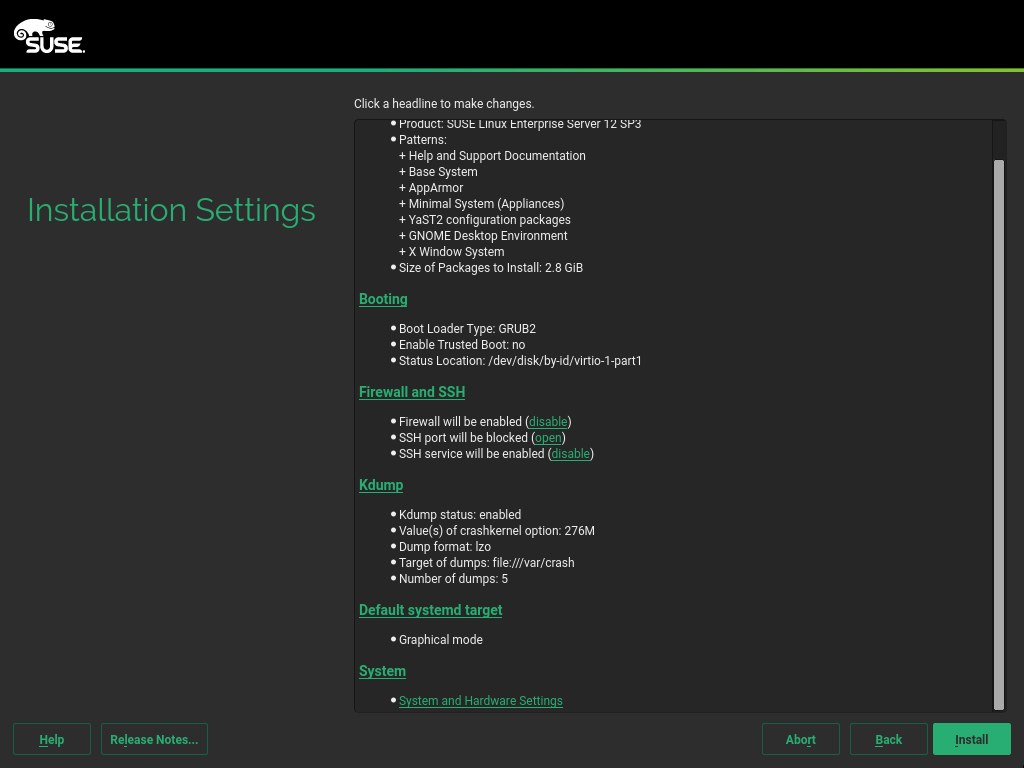 SUSE.
Click a headline to make changes.
Installation Settings
Product: SUSE Linux Enterprise Server 12 SP3
Patterns:
+ Help and Support Documentation
+ Base System
+ AppArmor
+ Minimal System (Appliances)
+ YaST2 configuration packages
+ GNOME Desktop Environment
+ X Window System
Size of Packages to Install: 2.8 GiB
Booting
Boot Loader Type: GRUB2
Enable Trusted Boot: no
Status Location: /dev/disk/by-id/virtio-1-part1
Firewall and SSH
Firewall will be enabled (disable)
SSH port will be blocked (open)
SSH service will be enabled (disable)
Kdump
Kdump status: enabled
Value(s) of crashkernel option: 276M
Dump format: lzo
Target of dumps: file:///var/crash
Number of dumps: 5
Default systemd target
Graphical mode
System
System and Hardware Settings
Help Release Notes... Abort Back Install